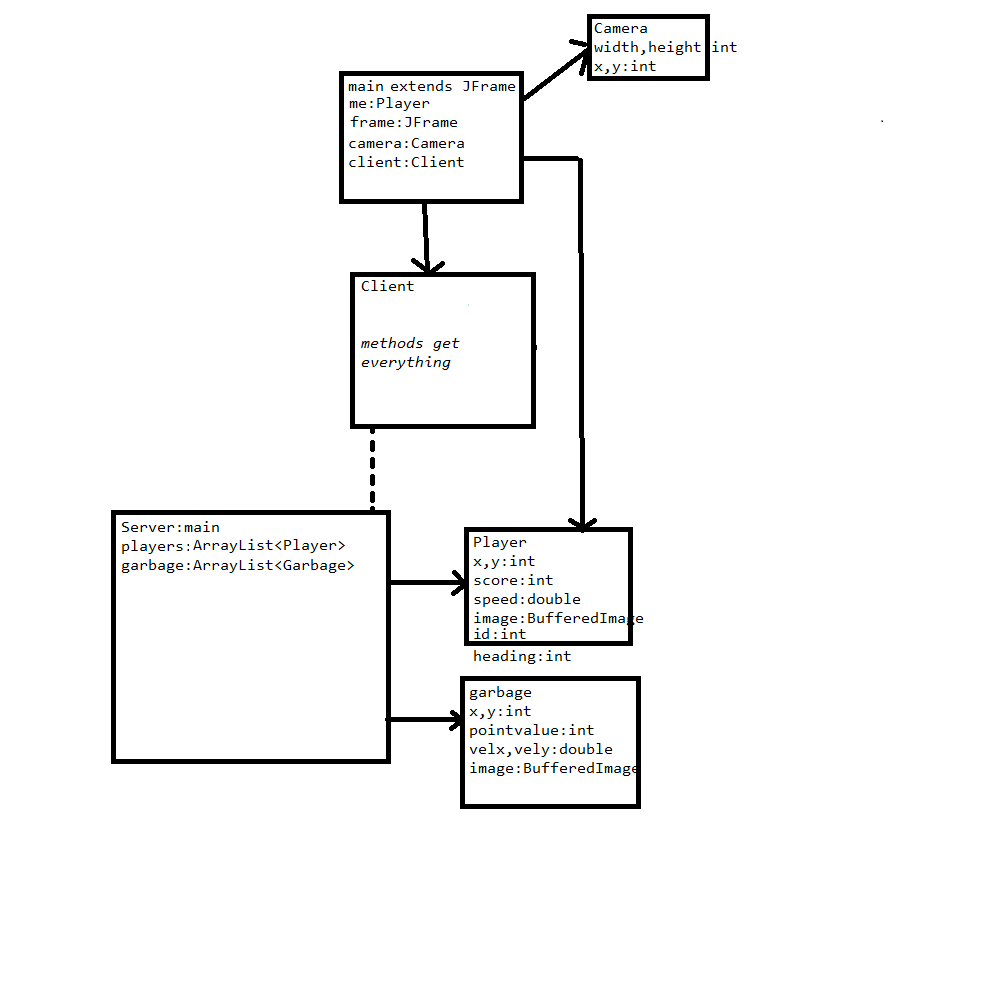 Camera
width,height int
x,y:int
main extends JFrame
me:Player
frame:JFrame
camera:Camera
client:Client
Client
methods get
everything
Server:main
players:ArrayList<Player>
garbage:ArrayList<Garbage>
Player
x,y:int
score:int
speed:double
image:BufferedImage
id:int
heading:int
garbage
x,y:int
pointvalue:int
velx,vely:double
image:BufferedImage